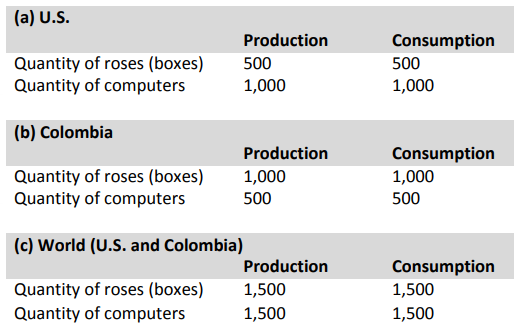 (a) U.S.
Production Consumption
Quantity of roses (boxes) 500 500
Quantity of computers 1,000 1,000
(b) Colombia
Production Consumption
Quantity of roses (boxes) 1,000 1,000
Quantity of computers 500 500
(c) World (U.S. and Colombia)
Production Consumption
Quantity of roses (boxes) 1,500 1,500
Quantity of computers 1,500 1,500